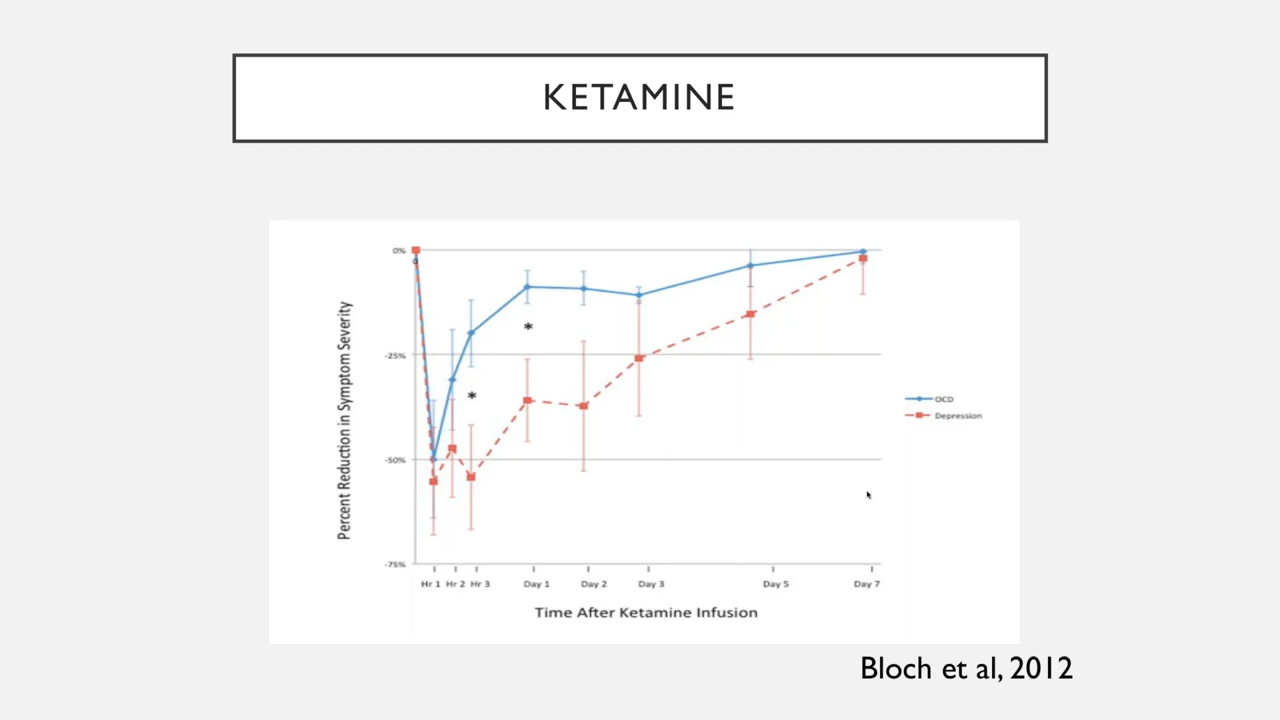 KETAMINE
Percent Reduction in Symptom Severity
0%
0
-25%
-50%
-75%
*
*
OCD
Depression
Hr 1 Hr 2 Hr 3 Day 1 Day 2 Day 3 Day 5 Day 7
Time After Ketamine Infusion
Bloch et al, 2012